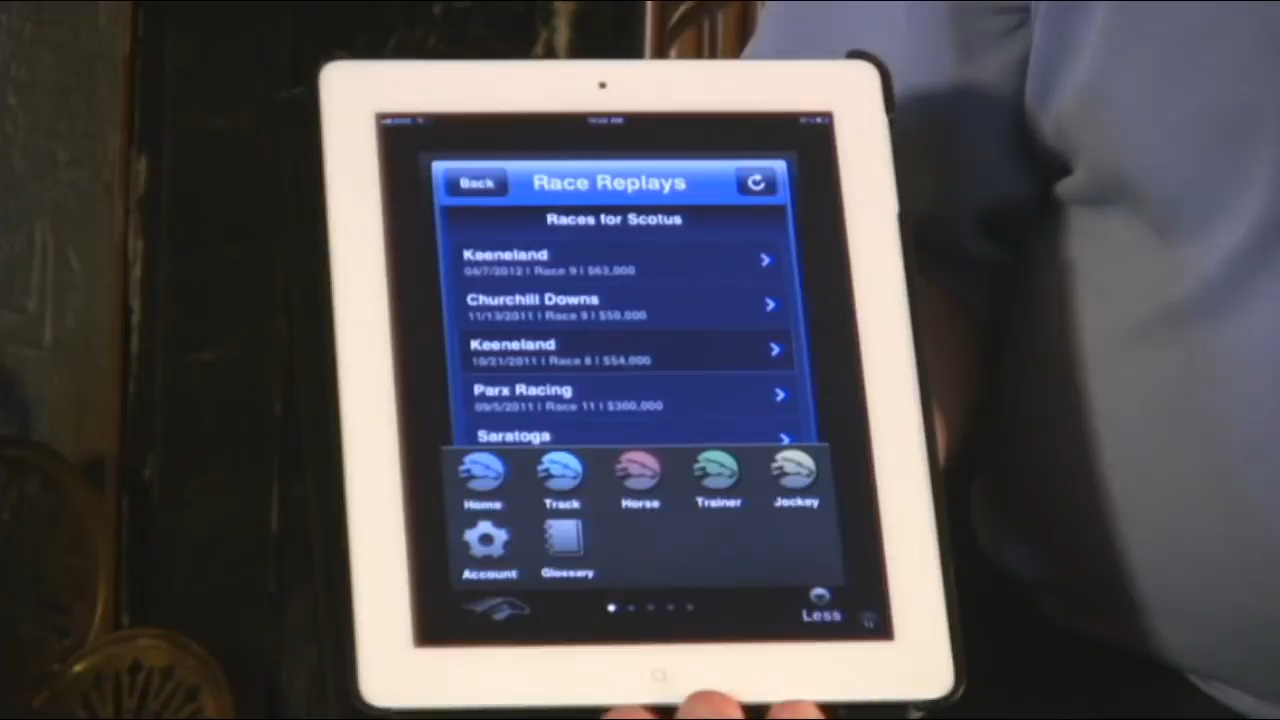 Back
Race Replays
Races for Scotus
Keeneland
04/7/2012 | Race 9 | $63,000
Churchill Downs
11/13/2011 | Race 9 | $59,000
Keeneland
10/21/2011 | Race 8 | $54,000
Parx Racing
09/5/2011 | Race 11 | $300,000
Saratoga
Home Track Horse Trainer Jockey
Account Glossary
Less